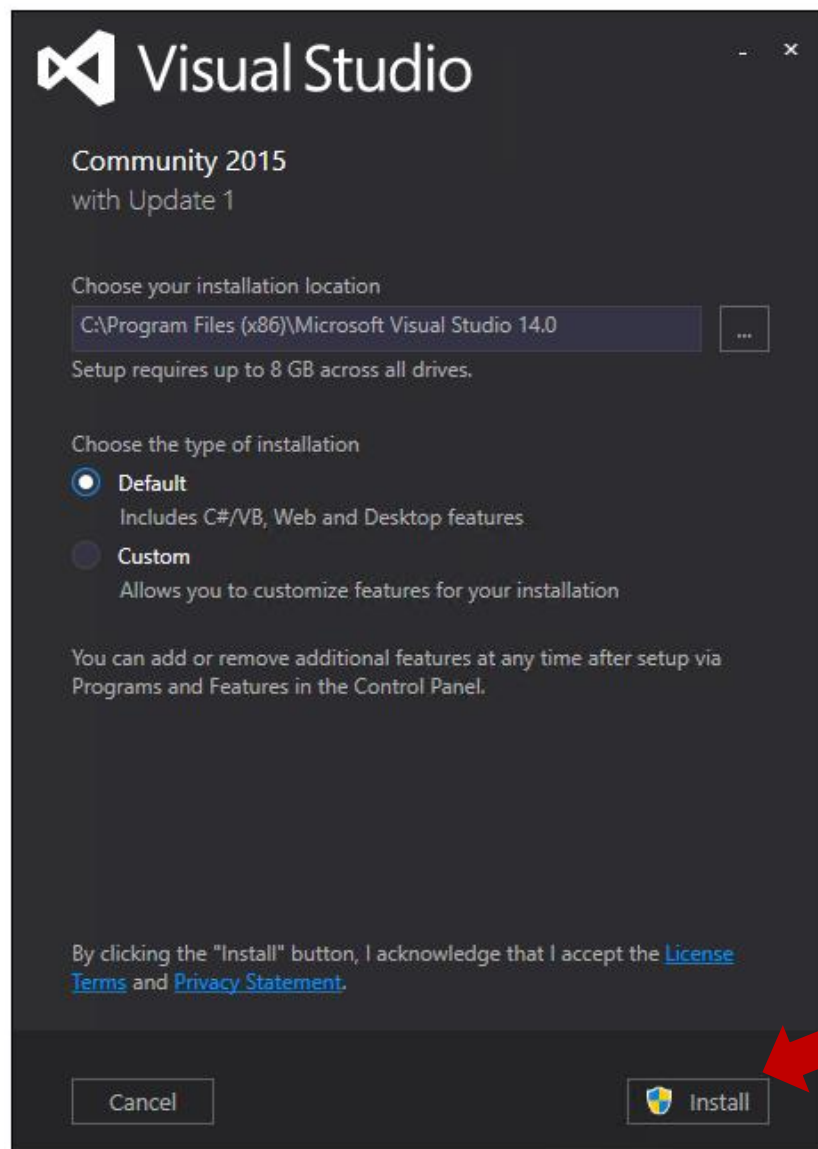 Visual Studio
Community 2015
with Update 1
Choose your installation location
C:\Program Files (x86)\Microsoft Visual Studio 14.0
...
Setup requires up to 8 GB across all drives.
Choose the type of installation
Default
Includes C#/VB, Web and Desktop features
Custom
Allows you to customize features for your installation
You can add or remove additional features at any time after setup via
Programs and Features in the Control Panel.
By clicking the "Install" button, I acknowledge that I accept the License
Terms and Privacy Statement.
Cancel
Install